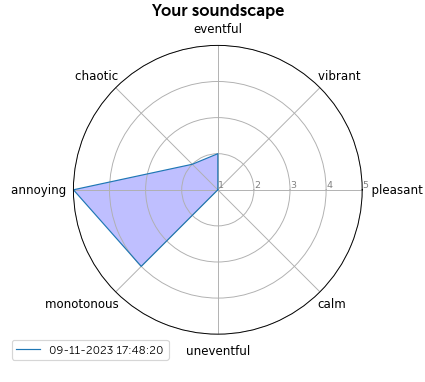 Your soundscape
eventful
chaotic
vibrant
annoying
1
2
3
4
5
pleasant
monotonous
calm
09-11-2023 17:48:20
uneventful